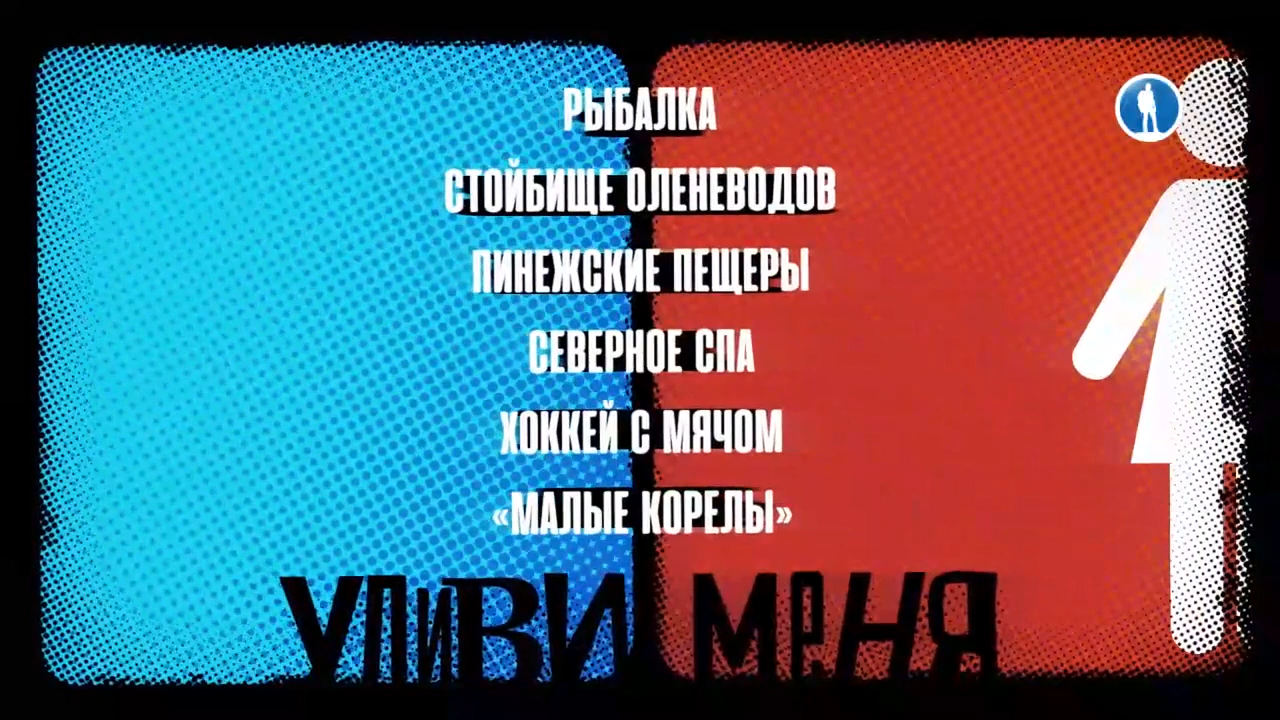 РЫБАЛКА
СТОЙБИЩЕ ОЛЕНЕВОДОВ
ПИНЕЖСКИЕ ПЕЩЕРЫ
СЕВЕРНОЕ СПА
ХОККЕЙ С МЯЧОМ
«МАЛЫЕ КОРЕЛЫ»
УДИВИ МЕНЯ